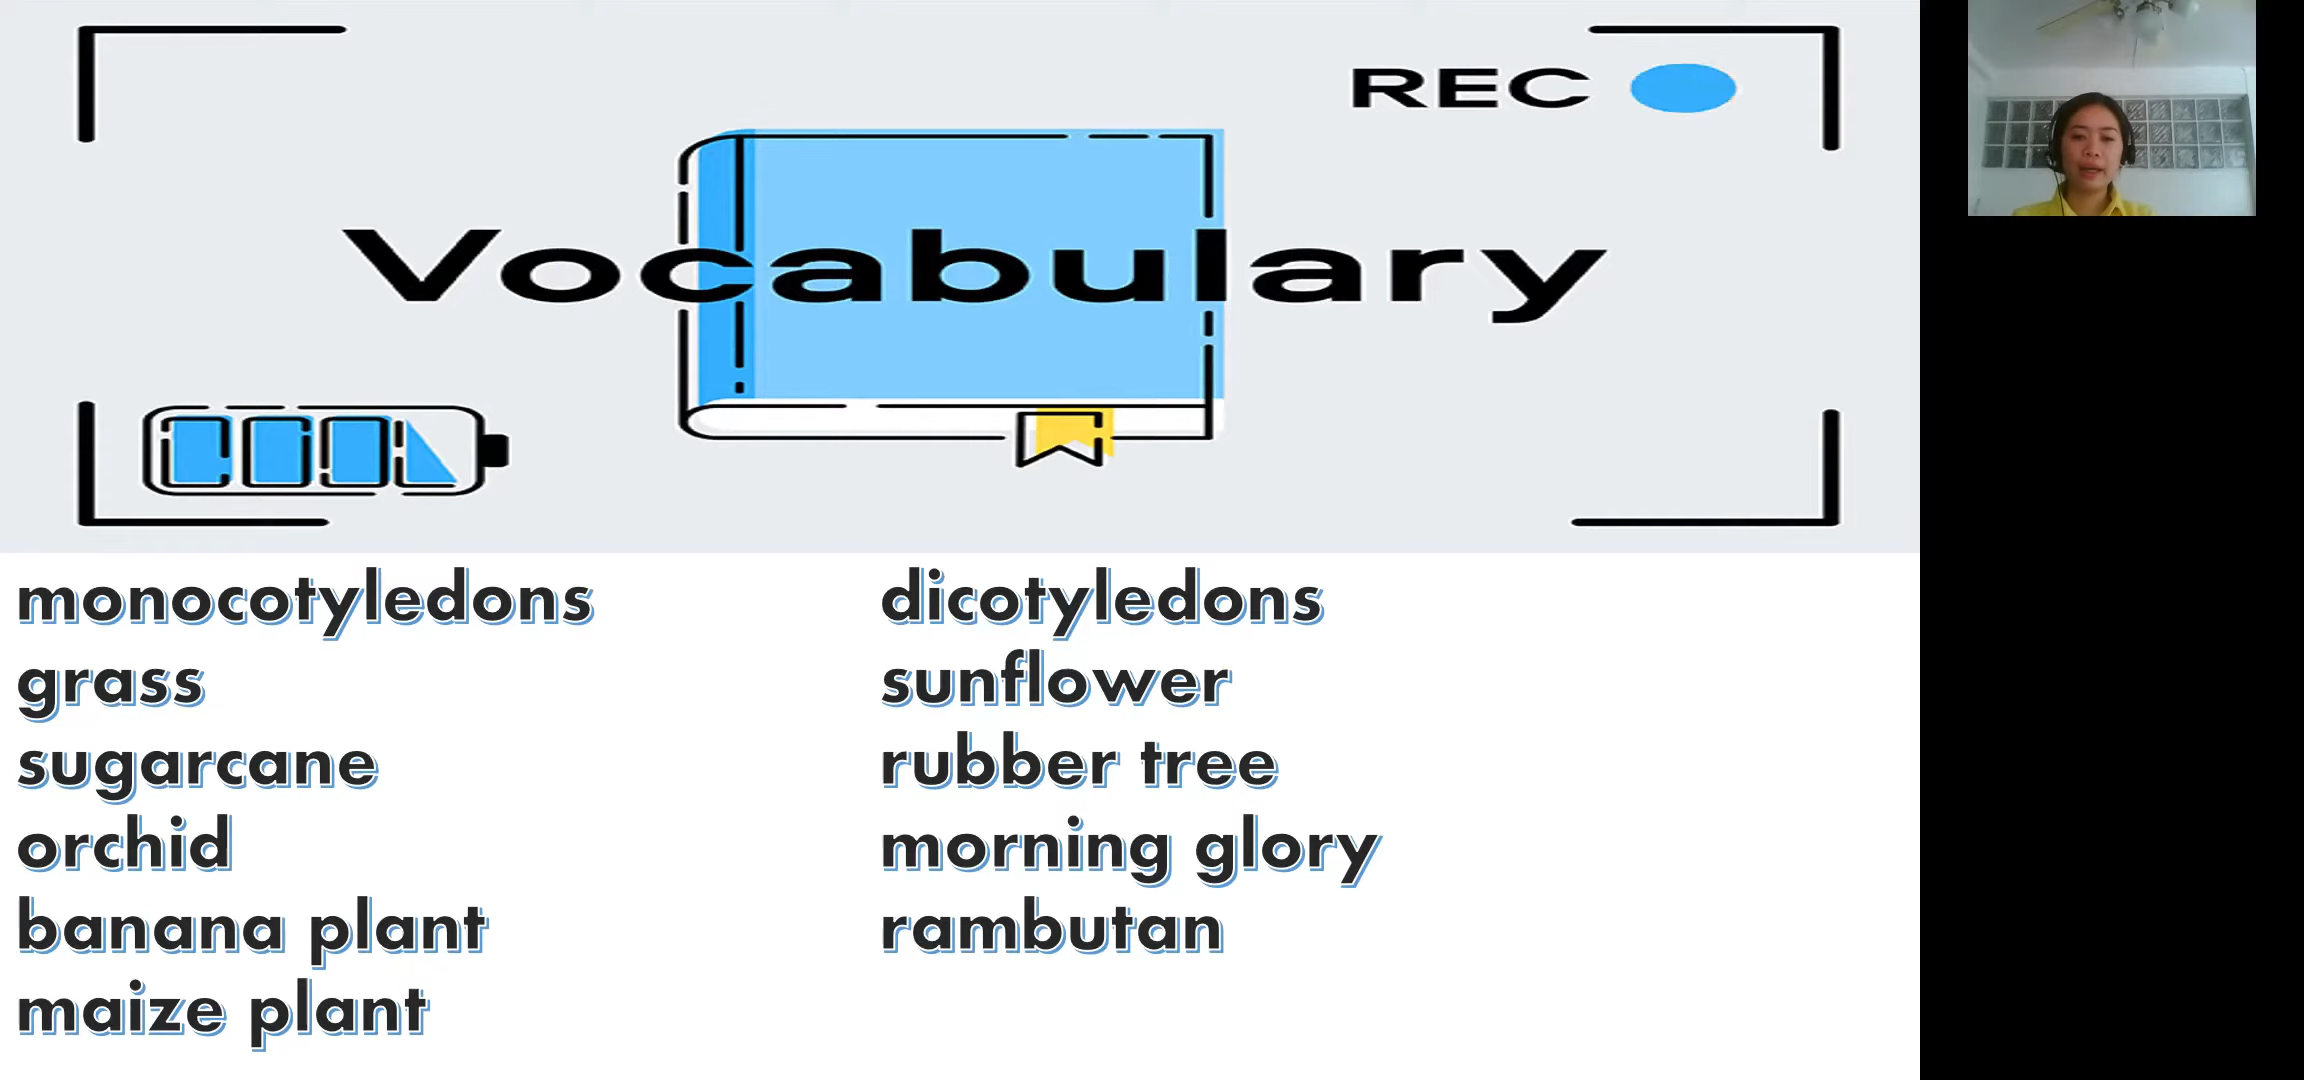 REC
Vocabulary
monocotyledons
grass
sugarcane
orchid
banana plant
maize plant
dicotyledons
sunflower
rubber tree
morning glory
rambutan